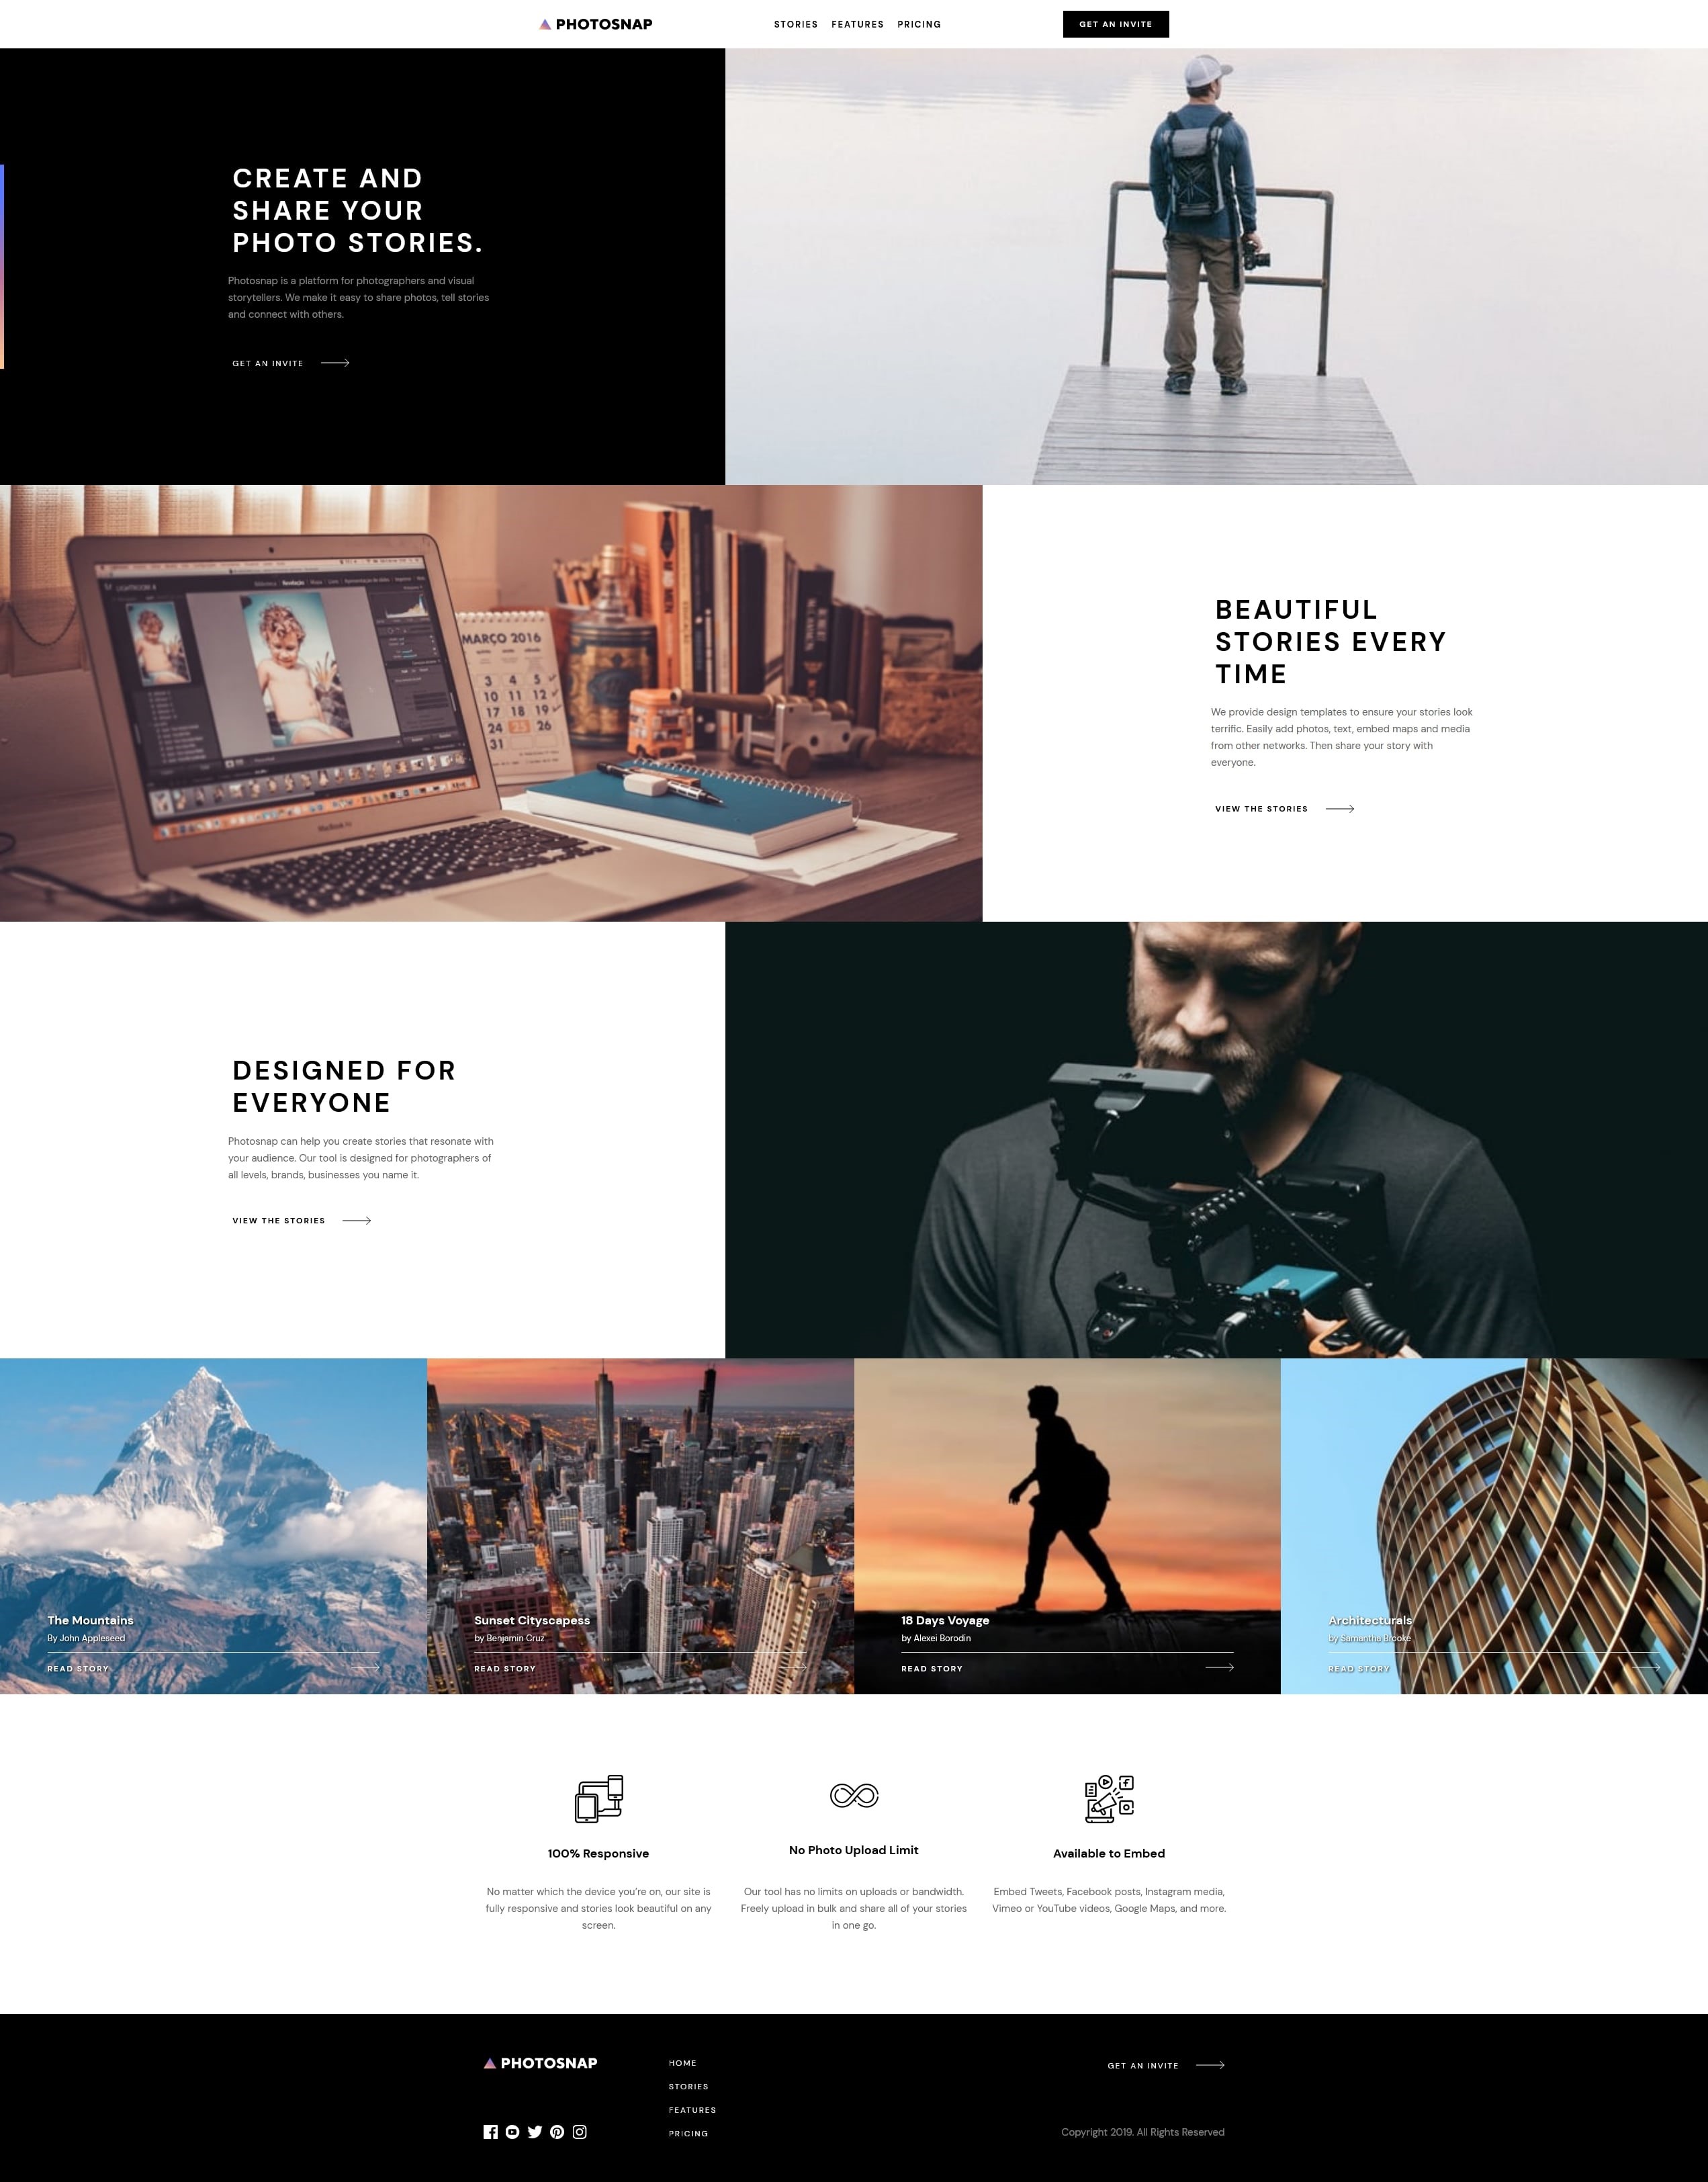 PHOTOSNAP
STORIES FEATURES PRICING
GET AN INVITE
CREATE AND
SHARE YOUR
PHOTO STORIES.
Photosnap is a platform for photographers and visual
storytellers. We make it easy to share photos, tell stories
and connect with others.
GET AN INVITE
MARÇO 2016
3 4 5
10 11 12
17 18 19
24 25 26
31
MacBook Air
BEAUTIFUL
STORIES EVERY
TIME
We provide design templates to ensure your stories look
terrific. Easily add photos, text, embed maps and media
from other networks. Then share your story with
everyone.
VIEW THE STORIES
DESIGNED FOR
EVERYONE
Photosnap can help you create stories that resonate with
your audience. Our tool is designed for photographers of
all levels, brands, businesses you name it.
VIEW THE STORIES
The Mountains
By John Appleseed
READ STORY
Sunset Cityscapess
by Benjamin Cruz
READ STORY
18 Days Voyage
by Alexei Borodin
READ STORY
Architecturals
by Samantha Brooke
READ STORY
100% Responsive
No matter which the device you're on, our site is
fully responsive and stories look beautiful on any
screen.
No Photo Upload Limit
Our tool has no limits on uploads or bandwidth.
Freely upload in bulk and share all of your stories
in one go.
Available to Embed
Embed Tweets, Facebook posts, Instagram media,
Vimeo or YouTube videos, Google Maps, and more.
PHOTOSNAP
HOME
STORIES
FEATURES
PRICING
GET AN INVITE
Copyright 2019. All Rights Reserved